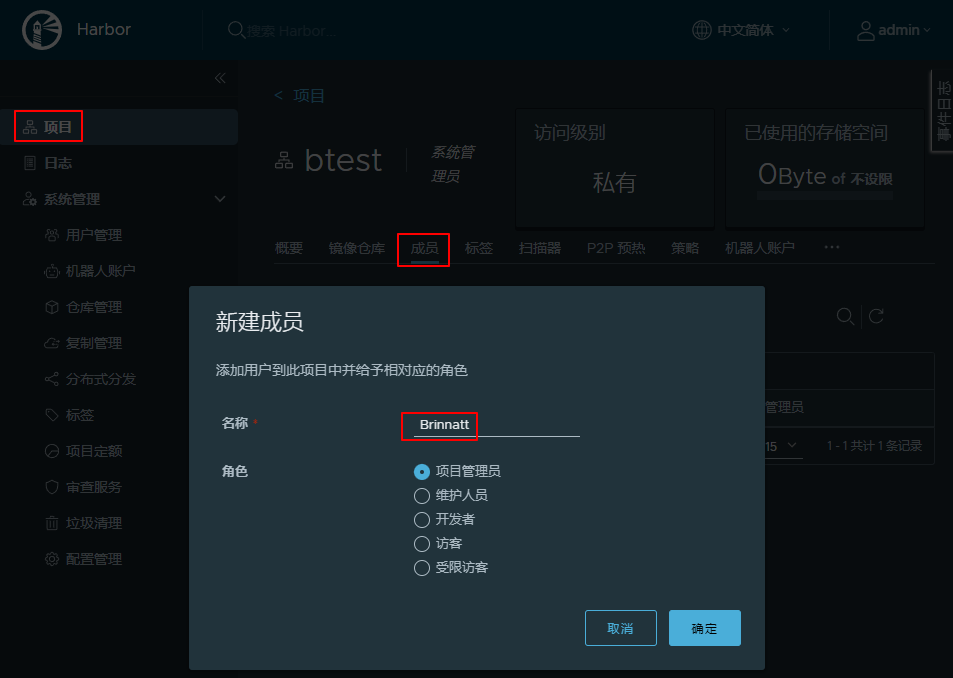 Harbor
搜索 Harbor...
中文简体
admin
项目
日志
系统管理
用户管理
机器人账户
仓库管理
复制管理
分布式分发
标签
项目定额
审查服务
垃圾清理
配置管理
< 项目
btest
系统管
理员
访问级别
私有
已使用的存储空间
0Byte of 不设限
事件日志
概要 镜像仓库 成员 标签 扫描器 P2P 预热 策略 机器人账户 ...
管理员
15
1 - 1 共计 1 条记录
新建成员
添加用户到此项目中并给予相对应的角色
名称 * Brinnatt
角色
项目管理员
维护人员
开发者
访客
受限访客
取消 确定